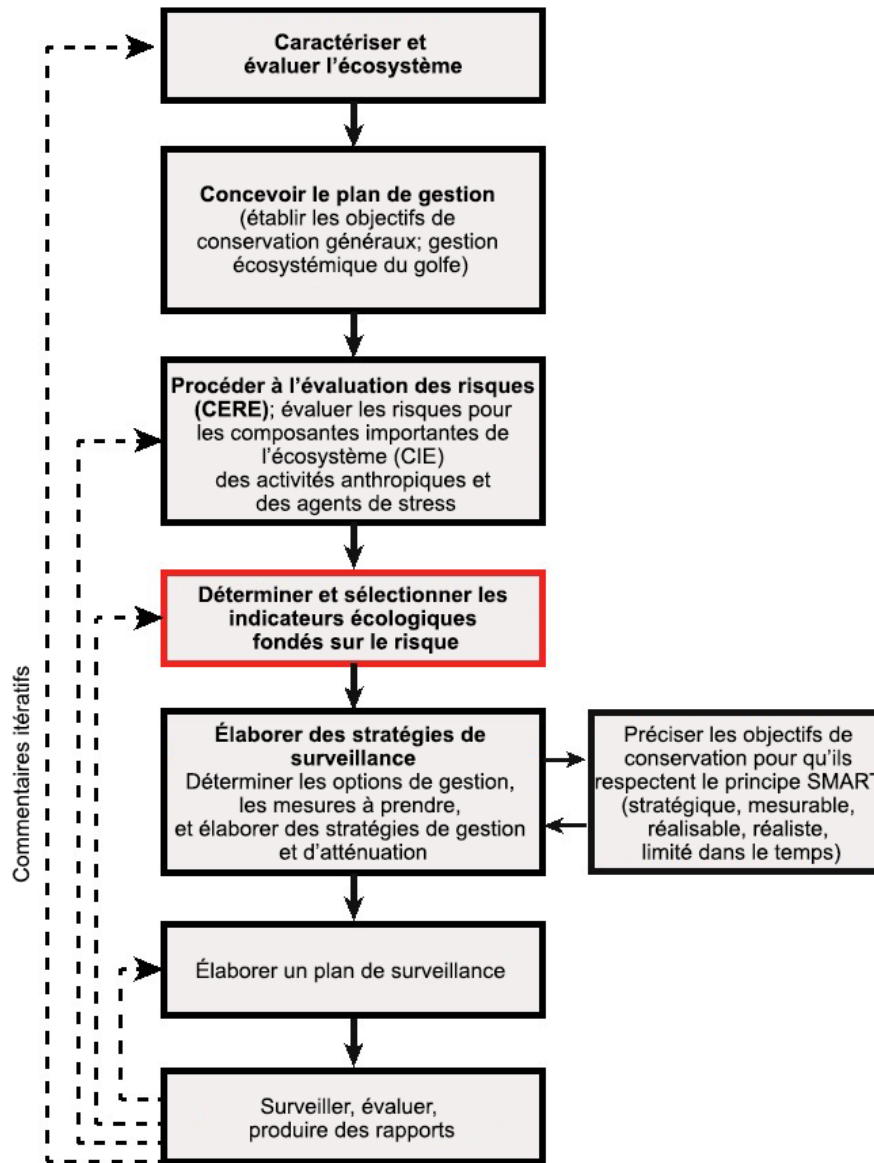 Caractériser et
évaluer l'écosystème
Concevoir le plan de gestion
(établir les objectifs de
conservation généraux; gestion
écosystémique du golfe)
Procéder à l'évaluation des risques
(CERE); évaluer les risques pour
les composantes importantes de
l'écosystème (CIE)
des activités anthropiques et
des agents de stress
Déterminer et sélectionner les
indicateurs écologiques
fondés sur le risque
Élaborer des stratégies de
surveillance
Déterminer les options de gestion,
les mesures à prendre,
et élaborer des stratégies de gestion
et d'atténuation
Préciser les objectifs de
conservation pour qu'ils
respectent le principe SMART
(stratégique, mesurable,
réalisable, réaliste,
limité dans le temps)
Élaborer un plan de surveillance
Surveiller, évaluer,
produire des rapports
Commentaires itératifs